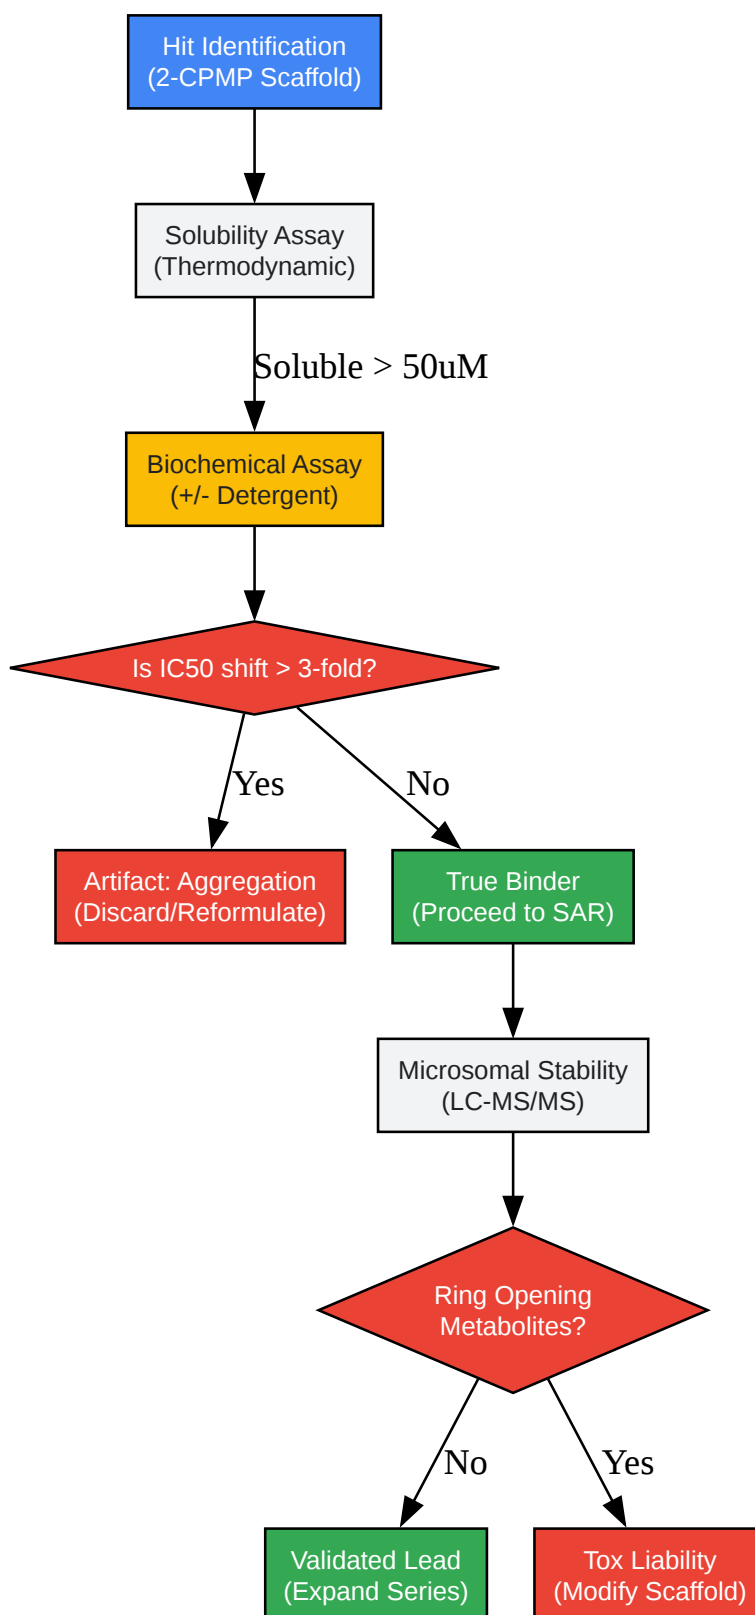 Hit Identification
(2-CPMP Scaffold)
Solubility Assay
(Thermodynamic)
Soluble > 50uM
Biochemical Assay
(+/- Detergent)
Is IC50 shift > 3-fold?
Yes
No
Artifact: Aggregation
(Discard/Reformulate)
True Binder
(Proceed to SAR)
Microsomal Stability
(LC-MS/MS)
Ring Opening
Metabolites?
No
Yes
Validated Lead
(Expand Series)
Tox Liability
(Modify Scaffold)